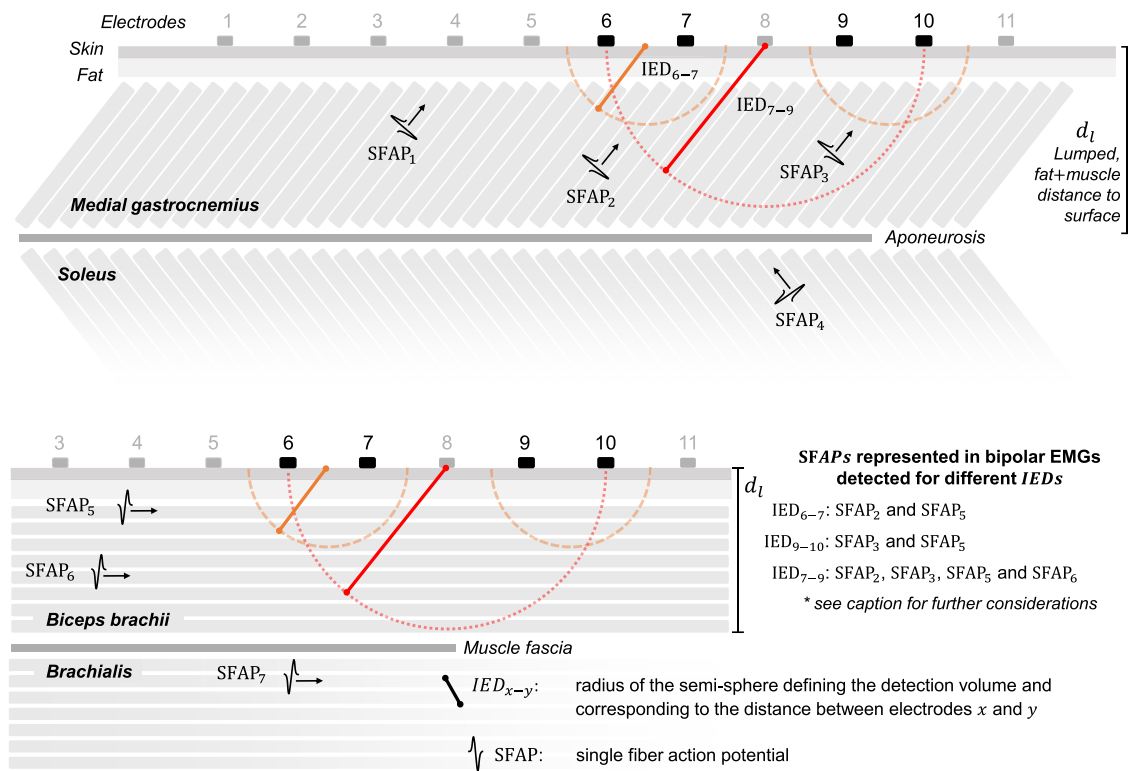 Electrodes 1 2 3 4 5 6 7 8 9 10 11
Skin
Fat
IED₆₋₇
IED₇₋₉
SFAP₁
SFAP₂
SFAP₃
dₗ
Lumped,
fat+muscle
distance to
surface
Medial gastrocnemius
Aponeurosis
Soleus
SFAP₄
3 4 5 6 7 8 9 10 11
SFAP₅
SFAP₆
dₗ
Biceps brachii
Muscle fascia
Brachialis
SFAP₇
SFAPs represented in bipolar EMGs
detected for different IEDs
IED₆₋₇: SFAP₂ and SFAP₅
IED₉₋₁₀: SFAP₃ and SFAP₅
IED₇₋₉: SFAP₂, SFAP₃, SFAP₅ and SFAP₆
* see caption for further considerations
IEDₓ₋ᵧ: radius of the semi-sphere defining the detection volume and
corresponding to the distance between electrodes x and y
SFAP: single fiber action potential